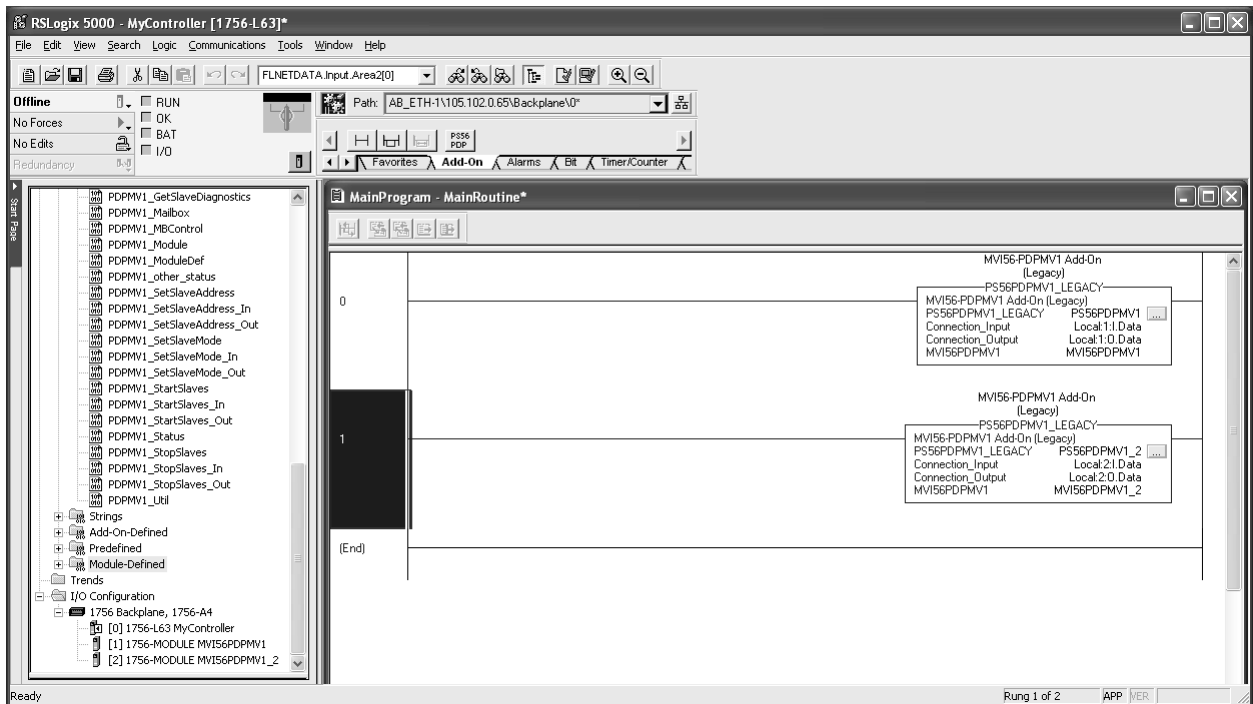 RSLogix 5000 - MyController [1756-L63]*
File Edit View Search Logic Communications Tools Window Help
FLNETDATA.Input.Area2[0]
Offline
RUN
No Forces
OK
No Edits
BAT
Redundancy
I/O
Path: AB_ETH-1\105.102.0.65\Backplane\0*
PS56
PDP
Favorites Add-On Alarms Bit Timer/Counter
Start Page
PDPMV1_GetSlaveDiagnostics
PDPMV1_Mailbox
PDPMV1_MBControl
PDPMV1_Module
PDPMV1_ModuleDef
PDPMV1_other_status
PDPMV1_SetSlaveAddress
PDPMV1_SetSlaveAddress_In
PDPMV1_SetSlaveAddress_Out
PDPMV1_SetSlaveMode
PDPMV1_SetSlaveMode_In
PDPMV1_SetSlaveMode_Out
PDPMV1_StartSlaves
PDPMV1_StartSlaves_In
PDPMV1_StartSlaves_Out
PDPMV1_Status
PDPMV1_StopSlaves
PDPMV1_StopSlaves_In
PDPMV1_StopSlaves_Out
PDPMV1_Util
Strings
Add-On-Defined
Predefined
Module-Defined
Trends
I/O Configuration
1756 Backplane, 1756-A4
[0] 1756-L63 MyController
[1] 1756-MODULE MVI56PDPMV1
[2] 1756-MODULE MVI56PDPMV1_2
MainProgram - MainRoutine*
0
MVI56-PDPMV1 Add-On
(Legacy)
PS56PDPMV1_LEGACY
MVI56-PDPMV1 Add-On (Legacy)
PS56PDPMV1_LEGACY PS56PDPMV1 ...
Connection_Input Local:1:I.Data
Connection_Output Local:1:O.Data
MVI56PDPMV1 MVI56PDPMV1
1
MVI56-PDPMV1 Add-On
(Legacy)
PS56PDPMV1_LEGACY
MVI56-PDPMV1 Add-On (Legacy)
PS56PDPMV1_LEGACY PS56PDPMV1_2 ...
Connection_Input Local:2:I.Data
Connection_Output Local:2:O.Data
MVI56PDPMV1 MVI56PDPMV1_2
(End)
Ready
Rung 1 of 2 APP VER